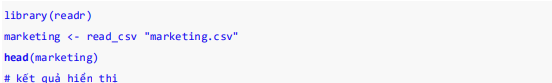 library(readr)
marketing <- read_csv "marketing.csv"
head(marketing)
# kết quả hiển thị